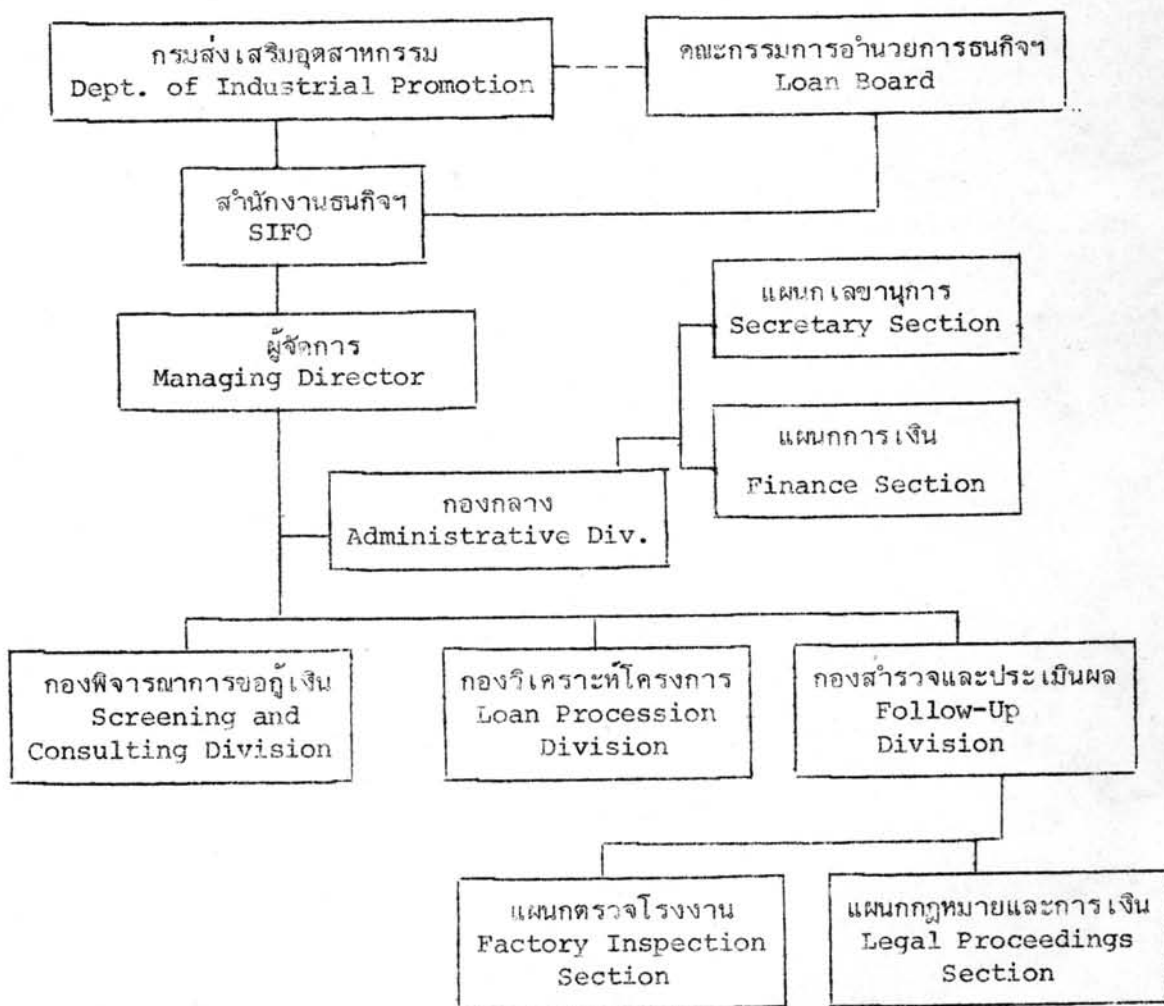 กรมส่งเสริมอุตสาหกรรม
Dept. of Industrial Promotion
คณะกรรมการอำนวยการธนกิจฯ
Loan Board
สำนักงานธนกิจฯ
SIFO
ผู้จัดการ
Managing Director
แผนกเลขานุการ
Secretary Section
แผนกการเงิน
Finance Section
กองกลาง
Administrative Div.
กองพิจารณาการขอกู้เงิน
Screening and
Consulting Division
กองวิเคราะห์โครงการ
Loan Procession
Division
กองสำรวจและประเมินผล
Follow-Up
Division
แผนกตรวจโรงงาน
Factory Inspection
Section
แผนกกฎหมายและการเงิน
Legal Proceedings
Section